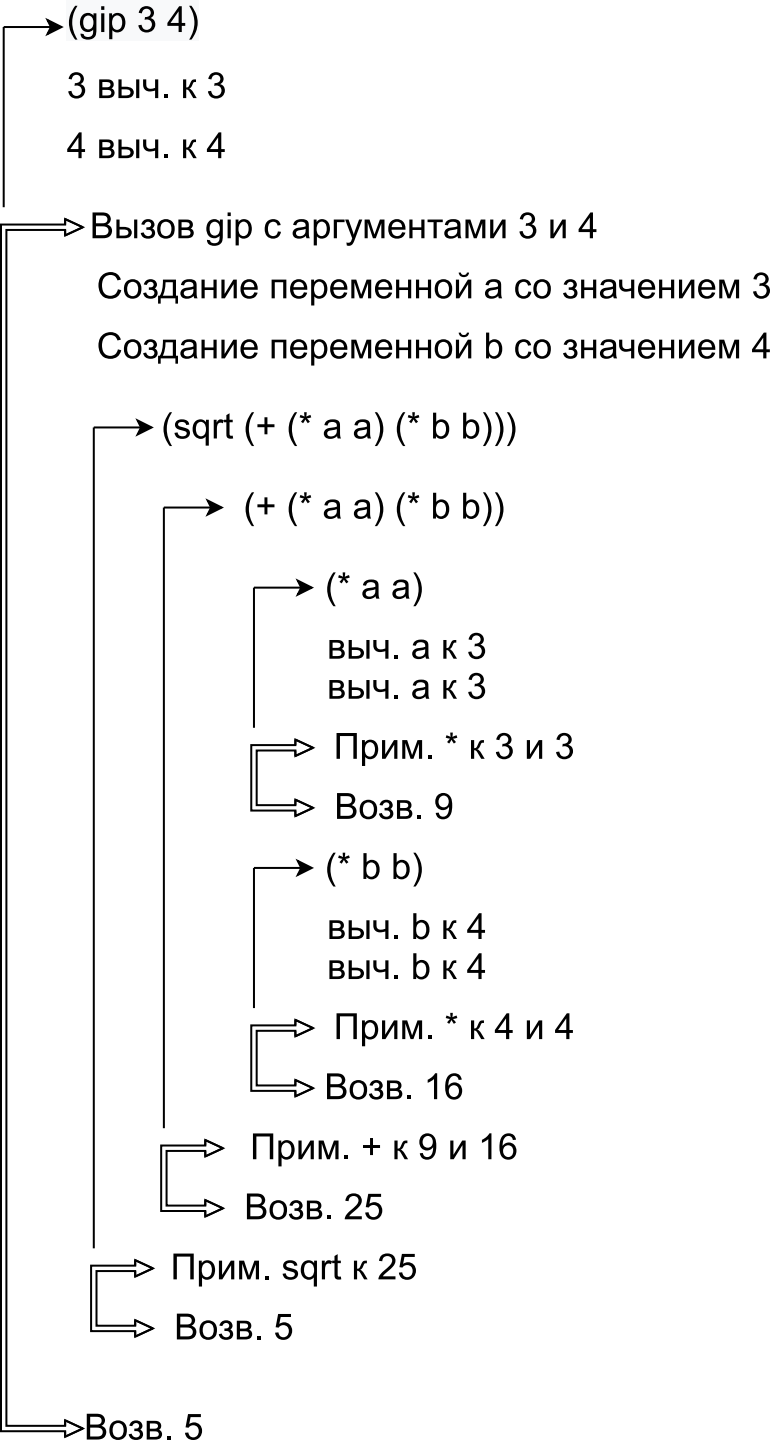 (gip 3 4)
3 выч. к 3
4 выч. к 4
Вызов gip с аргументами 3 и 4
Создание переменной a со значением 3
Создание переменной b со значением 4
(sqrt (+ (* a a) (* b b)))
(+ (* a a) (* b b))
(* a a)
выч. a к 3
выч. a к 3
Прим. * к 3 и 3
Возв. 9
(* b b)
выч. b к 4
выч. b к 4
Прим. * к 4 и 4
Возв. 16
Прим. + к 9 и 16
Возв. 25
Прим. sqrt к 25
Возв. 5
Возв. 5